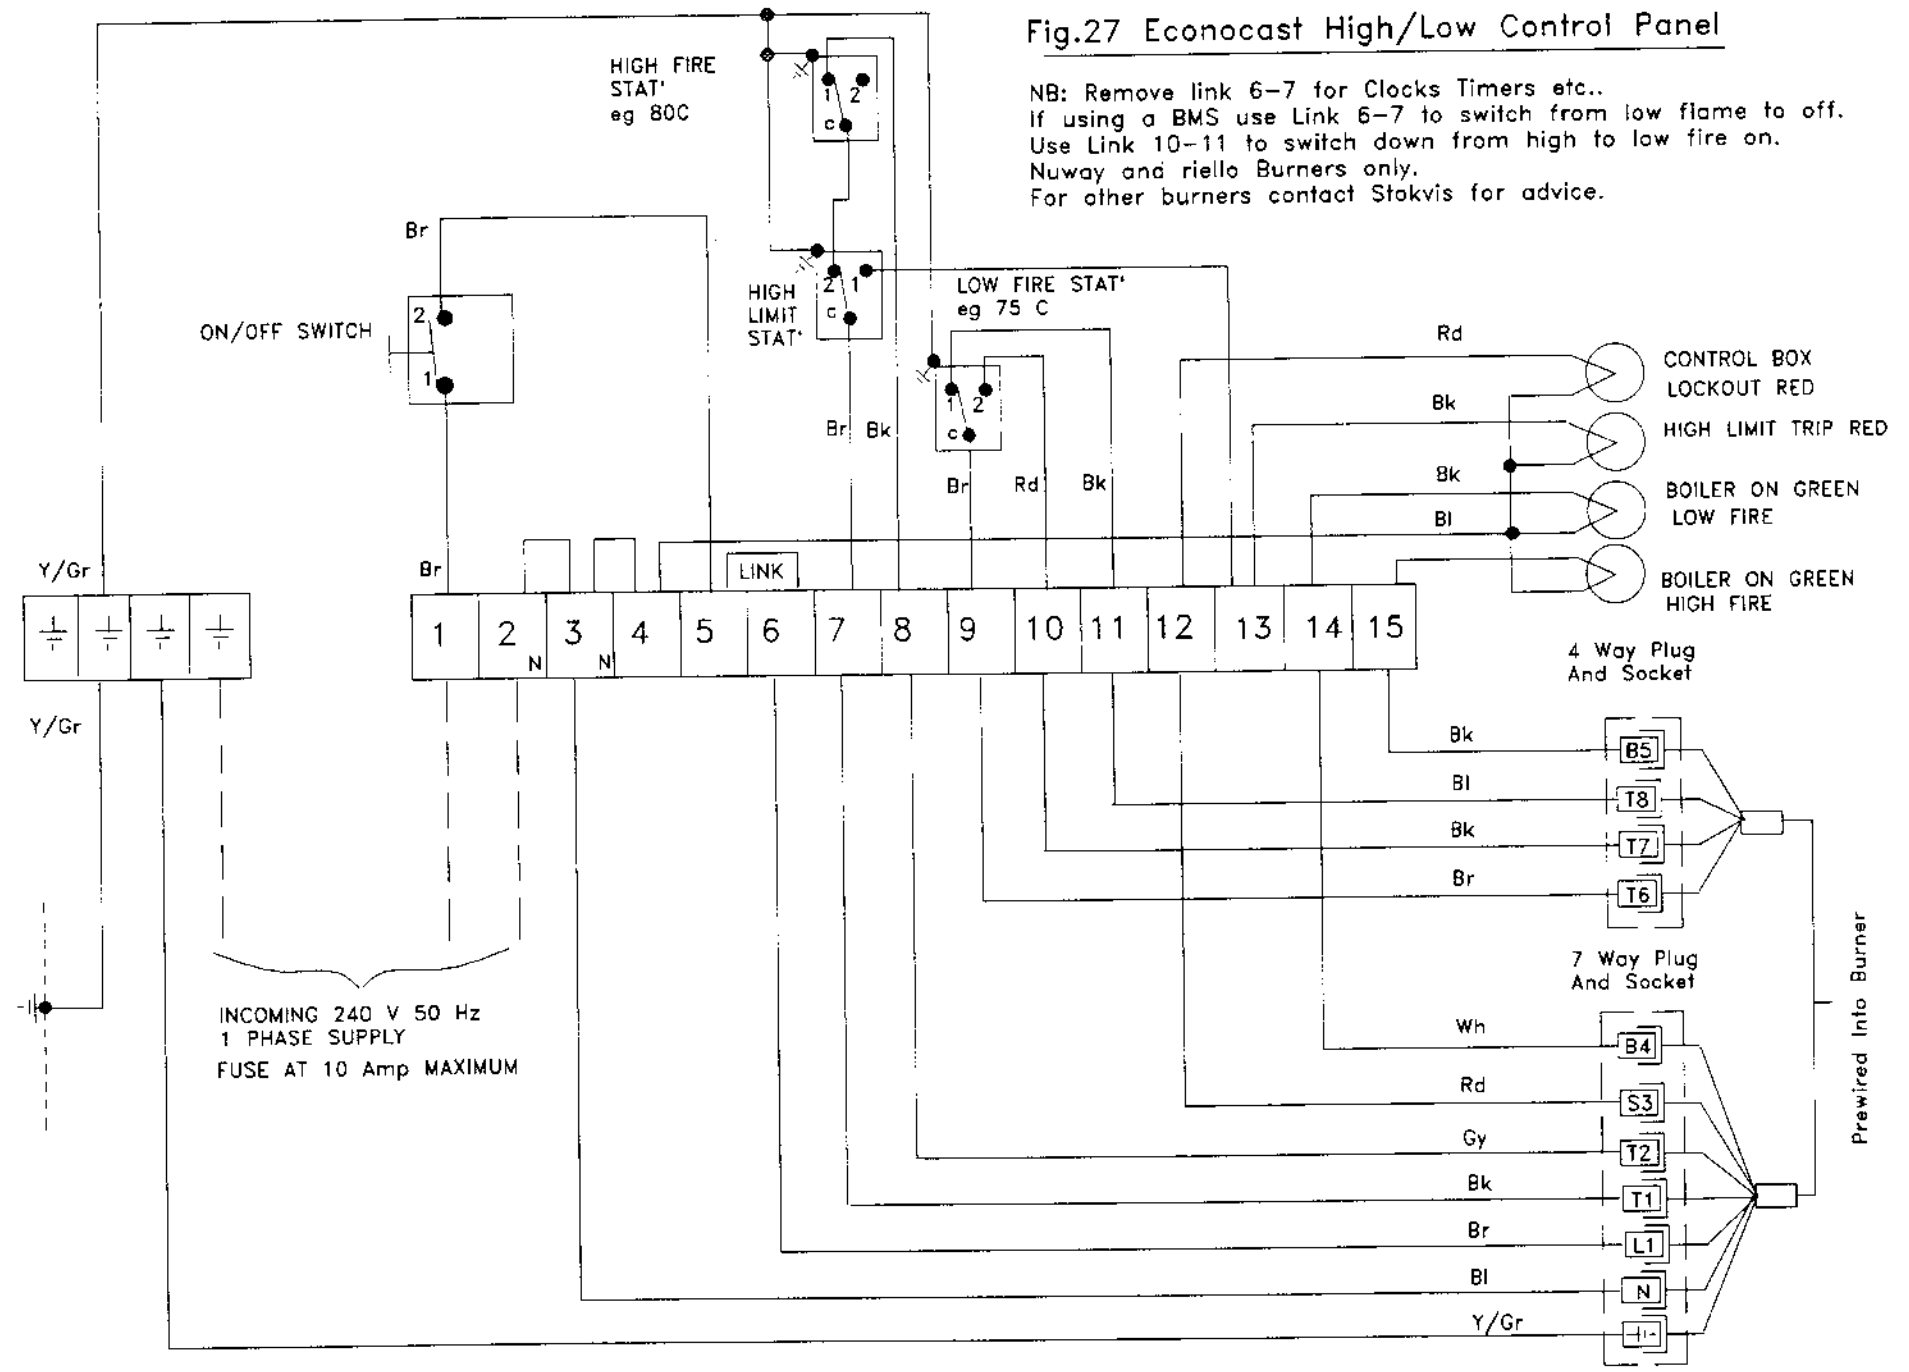 Fig.27 Econocast High/Low Control Panel
NB: Remove link 6-7 for Clocks Timers etc..
If using a BMS use Link 6-7 to switch from low flame to off.
Use Link 10-11 to switch down from high to low fire on.
Nuway and riello Burners only.
For other burners contact Stokvis for advice.
HIGH FIRE
STAT'
eg 80C
1 2
c
Br
HIGH
LIMIT
STAT'
2 1
c
LOW FIRE STAT'
eg 75 C
1 2
c
ON/OFF SWITCH
2
1
Br Bk
Br Rd Bk
Rd
CONTROL BOX
LOCKOUT RED
Bk
HIGH LIMIT TRIP RED
Bk
BOILER ON GREEN
LOW FIRE
Bl
BOILER ON GREEN
HIGH FIRE
Y/Gr
Br
LINK
1 2 N 3 N 4 5 6 7 8 9 10 11 12 13 14 15
Y/Gr
4 Way Plug
And Socket
Bk B5
Bl T8
Bk T7
Br T6
7 Way Plug
And Socket
Wh B4
Rd S3
Gy T2
Bk T1
Br L1
Bl N
Y/Gr
Prewired Into Burner
INCOMING 240 V 50 Hz
1 PHASE SUPPLY
FUSE AT 10 Amp MAXIMUM